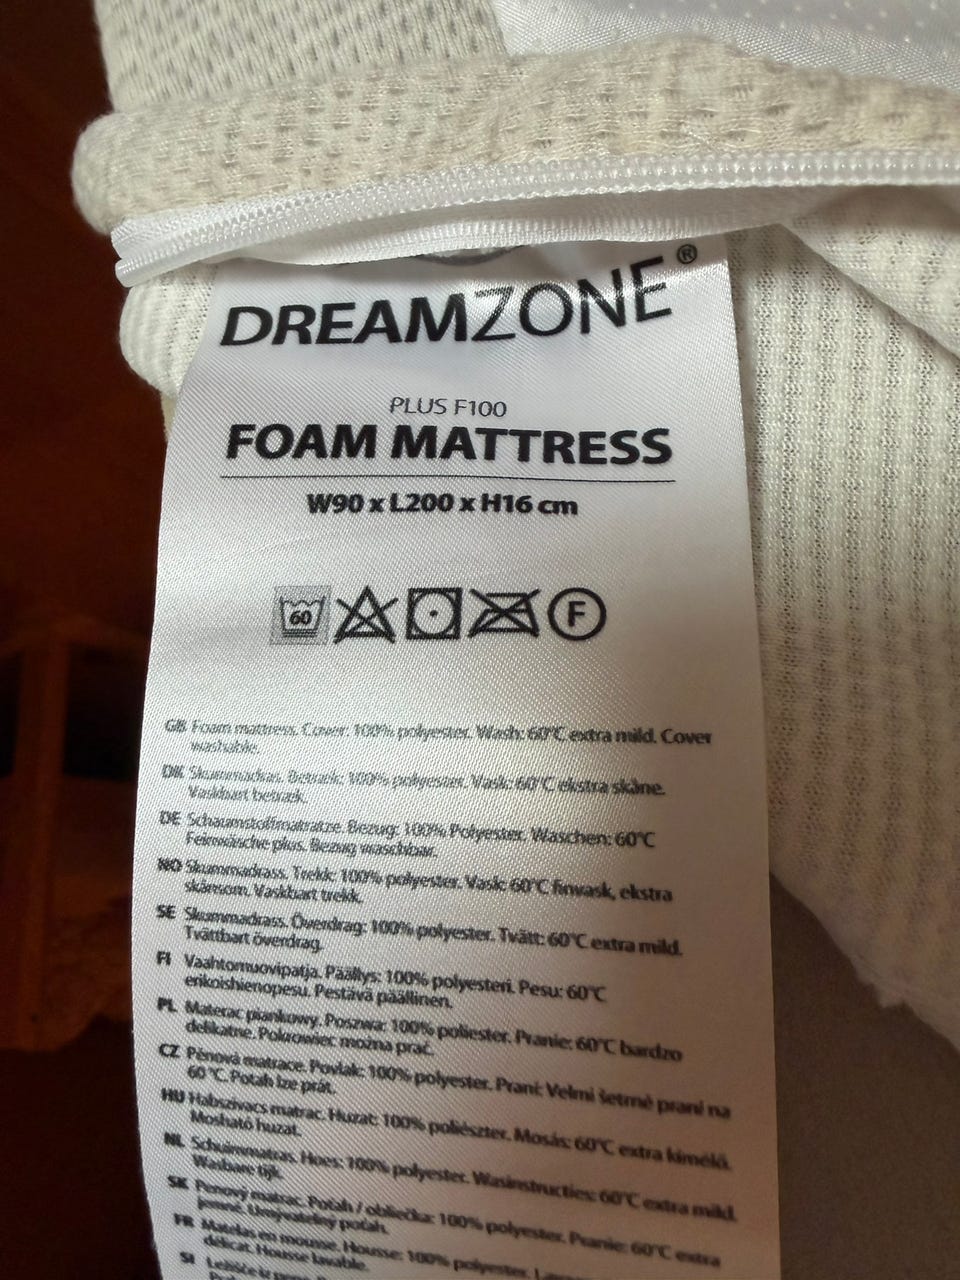 DREAMZONE®
PLUS F100
FOAM MATTRESS
W90 x L200 x H16 cm
60
F
GB Foam mattress. Cover: 100% polyester. Wash: 60°C extra mild. Cover
washable.
DK Skummadras. Betræk: 100% polyester. Vask: 60°C ekstra skåne.
Vaskbart betræk.
DE Schaumstoffmatratze. Bezug: 100% Polyester. Waschen: 60°C
Feinwäsche plus. Bezug waschbar.
NO Skummadrass. Trekk: 100% polyester. Vask: 60°C finvask, ekstra
skånsom. Vaskbart trekk.
SE Skummadrass. Överdrag: 100% polyester. Tvätt: 60°C extra mild.
Tvättbart överdrag.
FI Vaahtomuovipatja. Päällys: 100% polyesteri. Pesu: 60°C
erikoishienopesu. Pestävä päällinen.
PL Materac piankowy. Poszwa: 100% poliester. Pranie: 60°C bardzo
delikatne. Pokrowiec można prać.
CZ Pěnová matrace. Povlak: 100% polyester. Praní: Velmi šetrné praní na
60 °C. Potah lze prát.
HU Habszivacs matrac. Huzat: 100% poliészter. Mosás: 60°C extra kímélő.
Mosható huzat.
NL Schuimmatras. Hoes: 100% polyester. Wasinstructies: 60°C extra mild.
Wasbare tijk.
SK Penový matrac. Poťah / obliečka: 100% polyester. Pranie: 60°C extra
jemné. Umývateľný poťah.
FR Matelas en mousse. Housse: 100% polyester.
délicat. Housse lavable.
SI Ležišče iz pene.